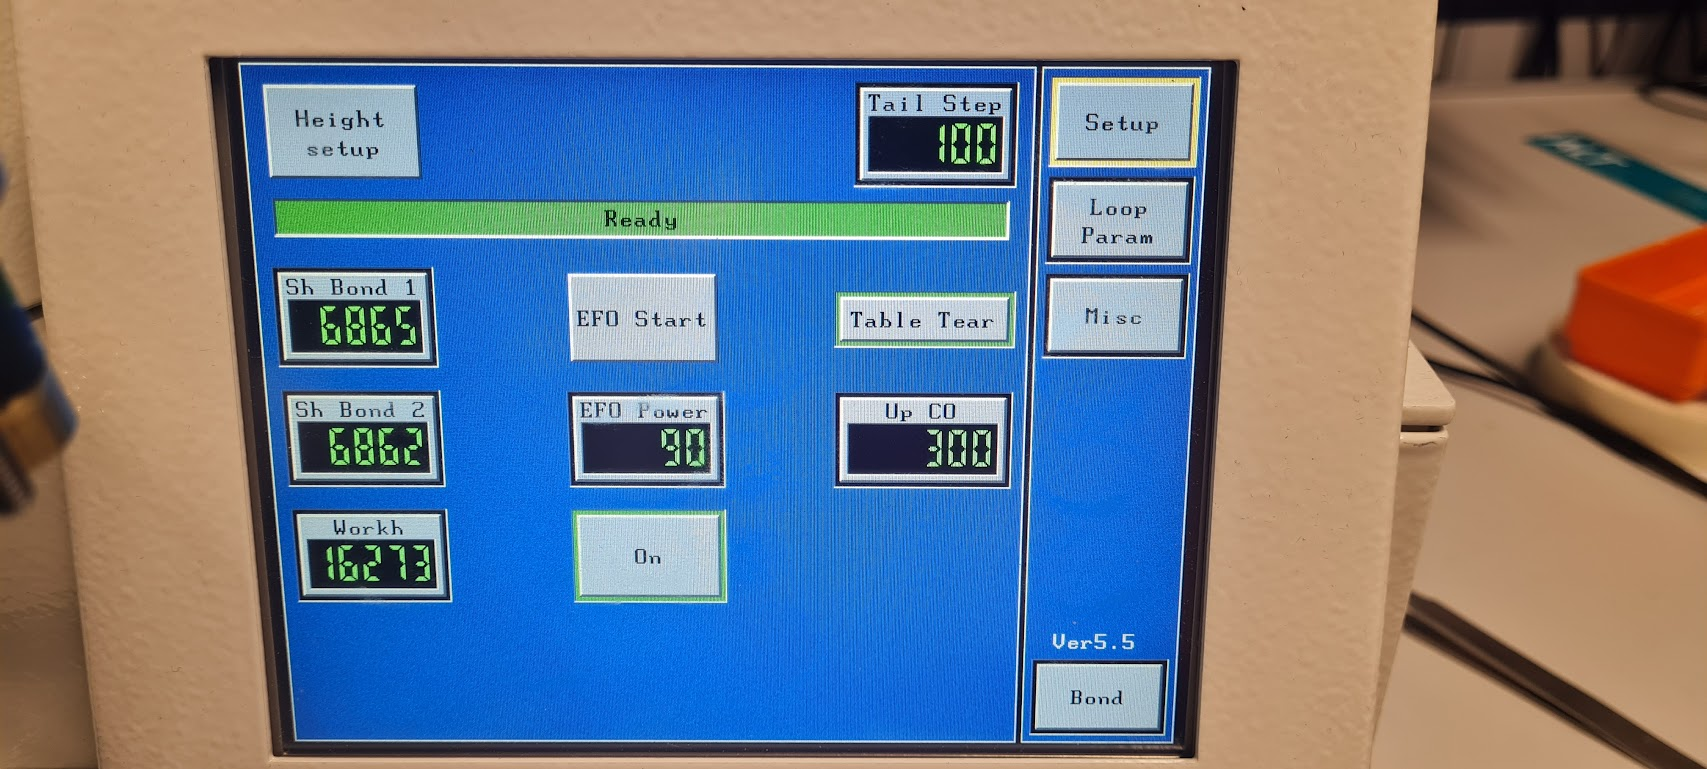 Height
setup
Tail Step
100
Setup
Ready
Loop
Param
Sh Bond 1
6865
EFO Start
Table Tear
Misc
Sh Bond 2
6862
EFO Power
90
Up CO
300
Workh
16273
On
Ver5.5
Bond